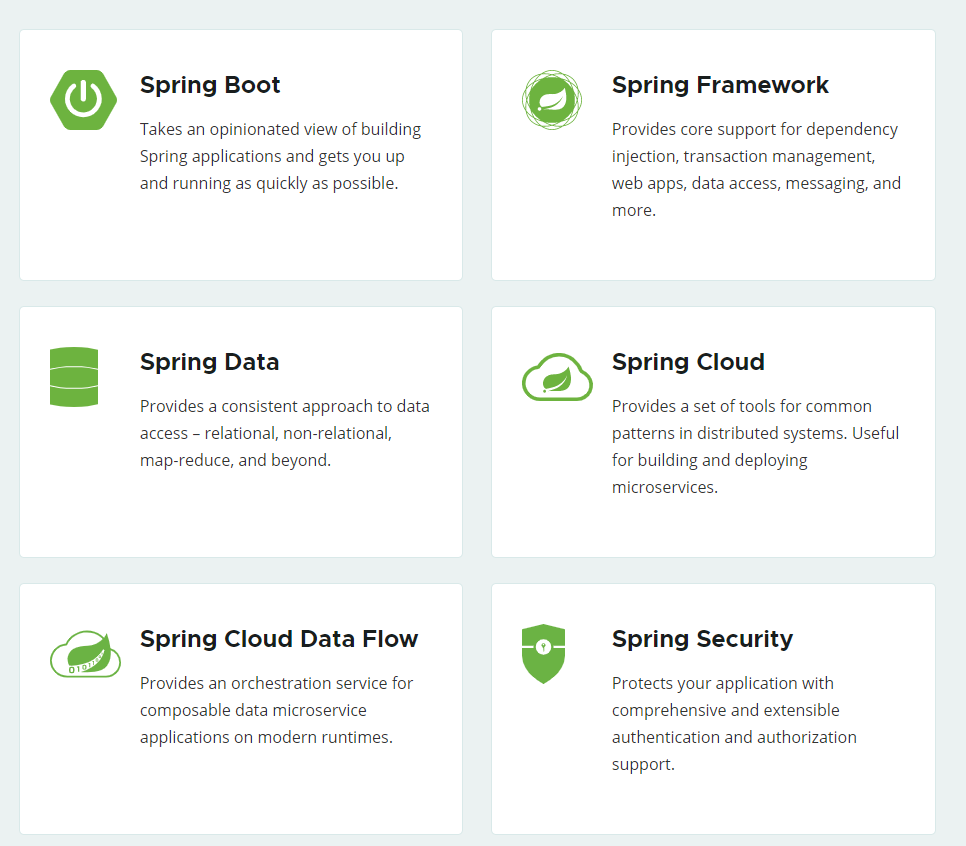 Spring Boot
Takes an opinionated view of building
Spring applications and gets you up
and running as quickly as possible.
Spring Framework
Provides core support for dependency
injection, transaction management,
web apps, data access, messaging, and
more.
Spring Data
Provides a consistent approach to data
access – relational, non-relational,
map-reduce, and beyond.
Spring Cloud
Provides a set of tools for common
patterns in distributed systems. Useful
for building and deploying
microservices.
Spring Cloud Data Flow
Provides an orchestration service for
composable data microservice
applications on modern runtimes.
Spring Security
Protects your application with
comprehensive and extensible
authentication and authorization
support.